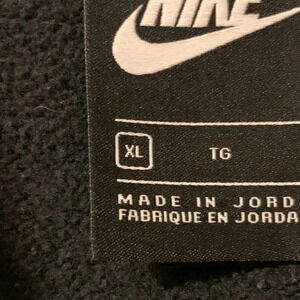 NIKE
XL TG
MADE IN JORD
FABRIQUE EN JORDA